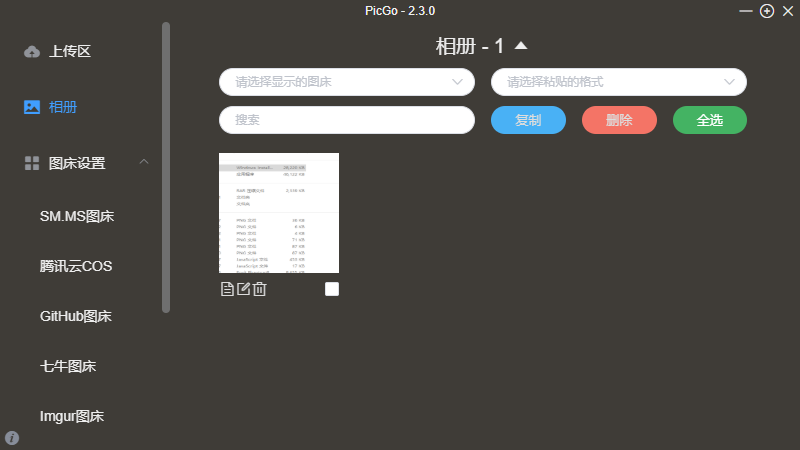 PicGo - 2.3.0
上传区
相册
图床设置
SM.MS图床
腾讯云COS
GitHub图床
七牛图床
Imgur图床
相册 - 1
请选择显示的图床
请选择粘贴的格式
搜索
复制
删除
全选